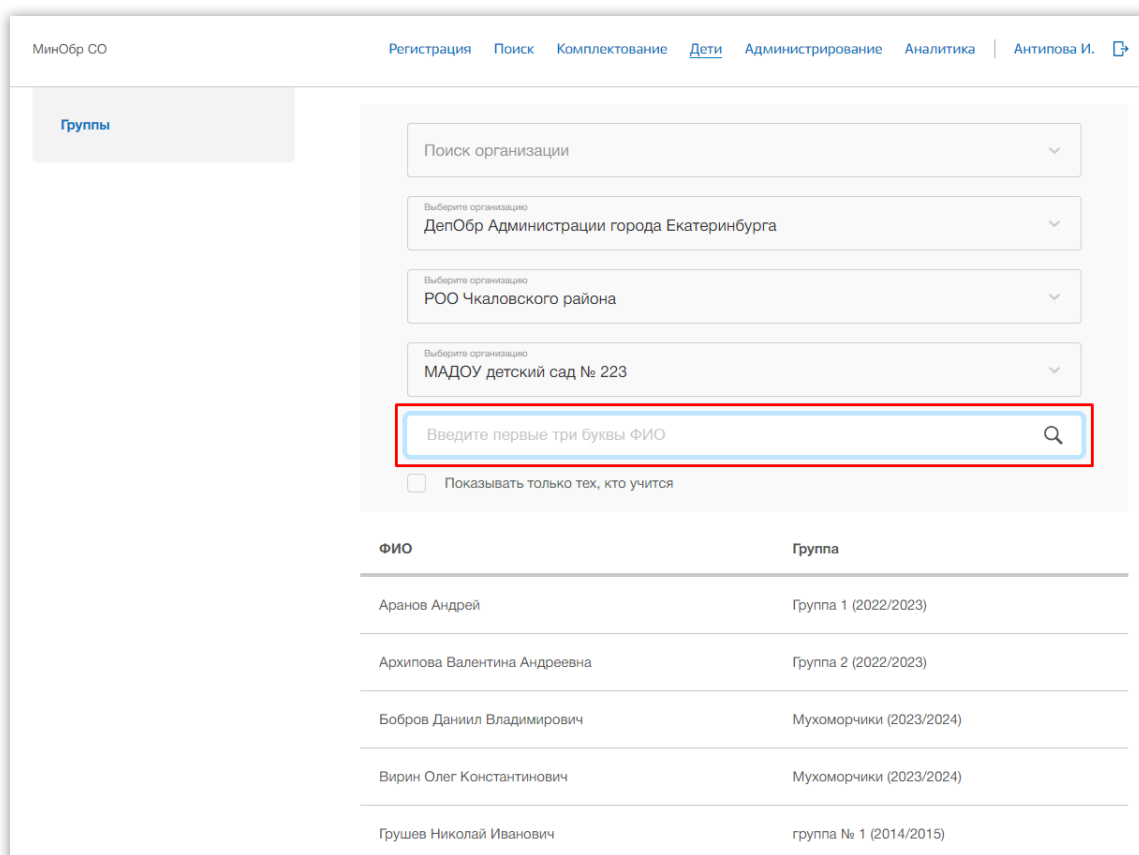 МинОбр СО Регистрация Поиск Комплектование Дети Администрирование Аналитика Антипова И.
Группы
Поиск организации
Выберите организацию
ДепОбр Администрации города Екатеринбурга
Выберите организацию
РОО Чкаловского района
Выберите организацию
МАДОУ детский сад № 223
Введите первые три буквы ФИО
Показывать только тех, кто учится
ФИО Группа
Аранов Андрей Группа 1 (2022/2023)
Архипова Валентина Андреевна Группа 2 (2022/2023)
Бобров Даниил Владимирович Мухоморчики (2023/2024)
Вирин Олег Константинович Мухоморчики (2023/2024)
Грушев Николай Иванович группа № 1 (2014/2015)